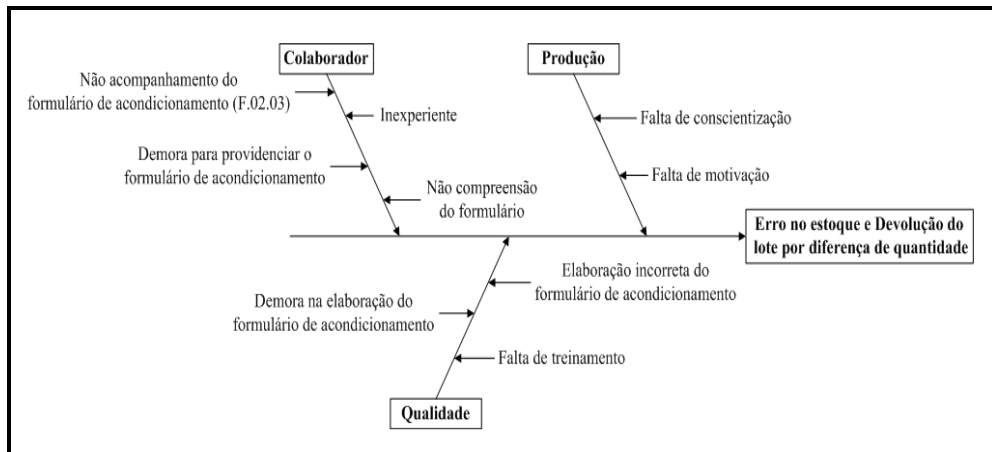 Colaborador
Produção
Não acompanhamento do
formulário de acondicionamento (F.02.03)
Inexperiente
Demora para providenciar o
formulário de acondicionamento
Não compreensão
do formulário
Falta de conscientização
Falta de motivação
Erro no estoque e Devolução do
lote por diferença de quantidade
Elaboração incorreta do
formulário de acondicionamento
Demora na elaboração do
formulário de acondicionamento
Falta de treinamento
Qualidade